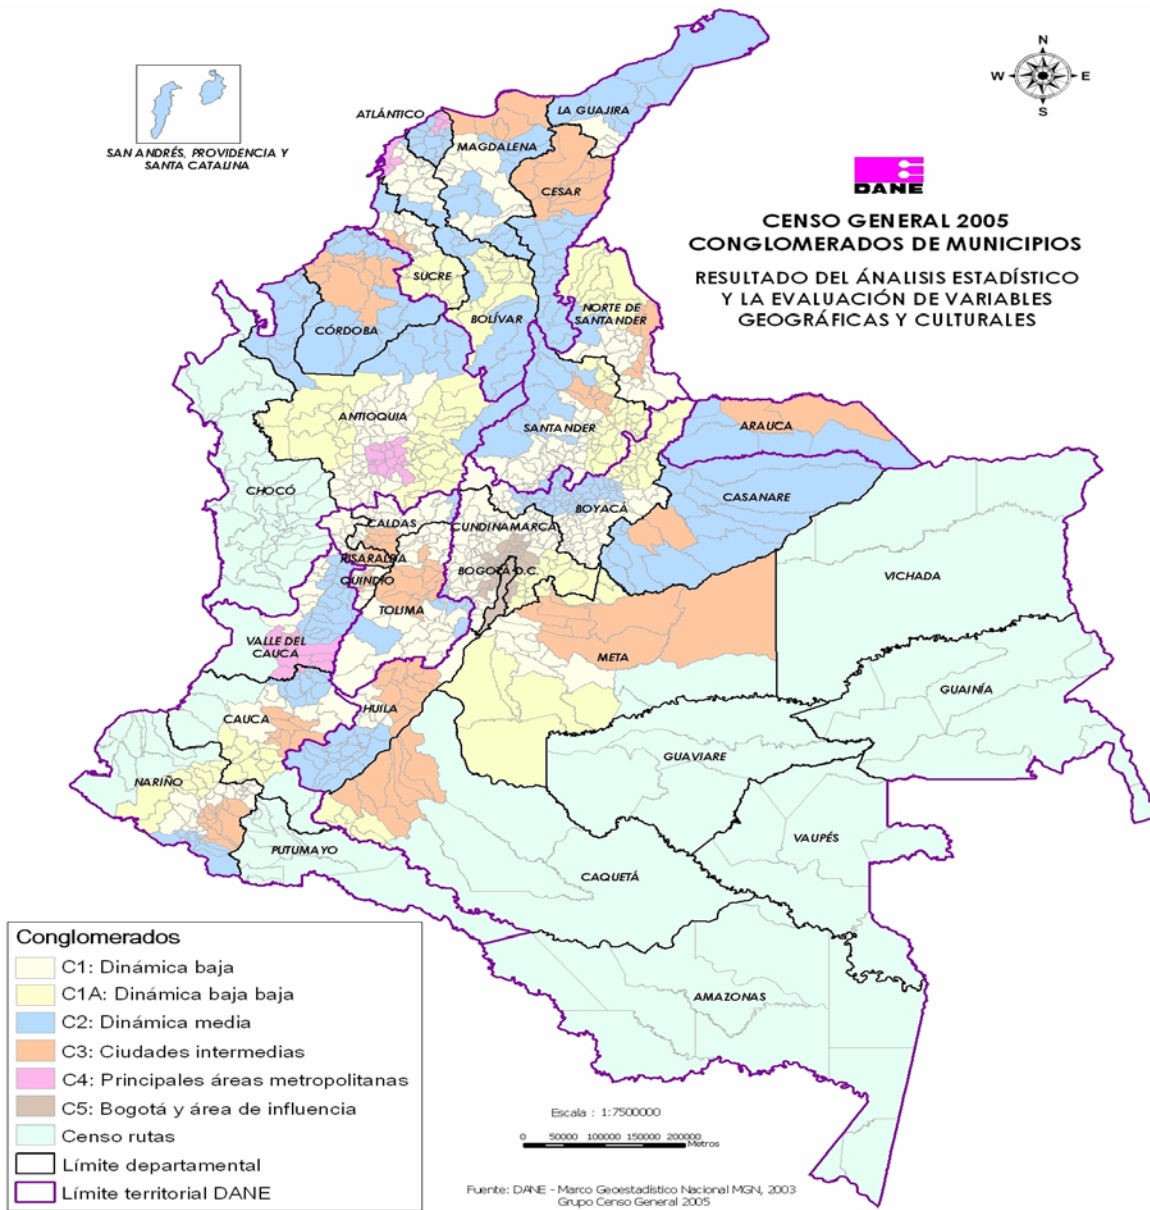 N
W
E
S
SAN ANDRÉS, PROVIDENCIA Y
SANTA CATALINA
DANE
CENSO GENERAL 2005
CONGLOMERADOS DE MUNICIPIOS
RESULTADO DEL ÁNALISIS ESTADÍSTICO
Y LA EVALUACIÓN DE VARIABLES
GEOGRÁFICAS Y CULTURALES
LA GUAJIRA
ATLÁNTICO
MAGDALENA
CESAR
SUCRE
NORTE DE
SANTANDER
BOLÍVAR
CÓRDOBA
ANTIOQUIA
SANTANDER
ARAUCA
CHOCÓ
CASANARE
BOYACÁ
CALDAS
CUNDINAMARCA
RISARALDA
BOGOTÁ D.C.
QUINDÍO
VICHADA
TOLIMA
VALLE DEL
CAUCA
META
GUAINÍA
HUILA
CAUCA
GUAVIARE
NARIÑO
VAUPÉS
PUTUMAYO
CAQUETÁ
AMAZONAS
Conglomerados
C1: Dinámica baja
C1A: Dinámica baja baja
C2: Dinámica media
C3: Ciudades intermedias
C4: Principales áreas metropolitanas
C5: Bogotá y área de influencia
Censo rutas
Límite departamental
Límite territorial DANE
Escala : 1:7500000
0 50000 100000 150000 200000
Metros
Fuente: DANE - Marco Geoestadístico Nacional MGN, 2003
Grupo Censo General 2005